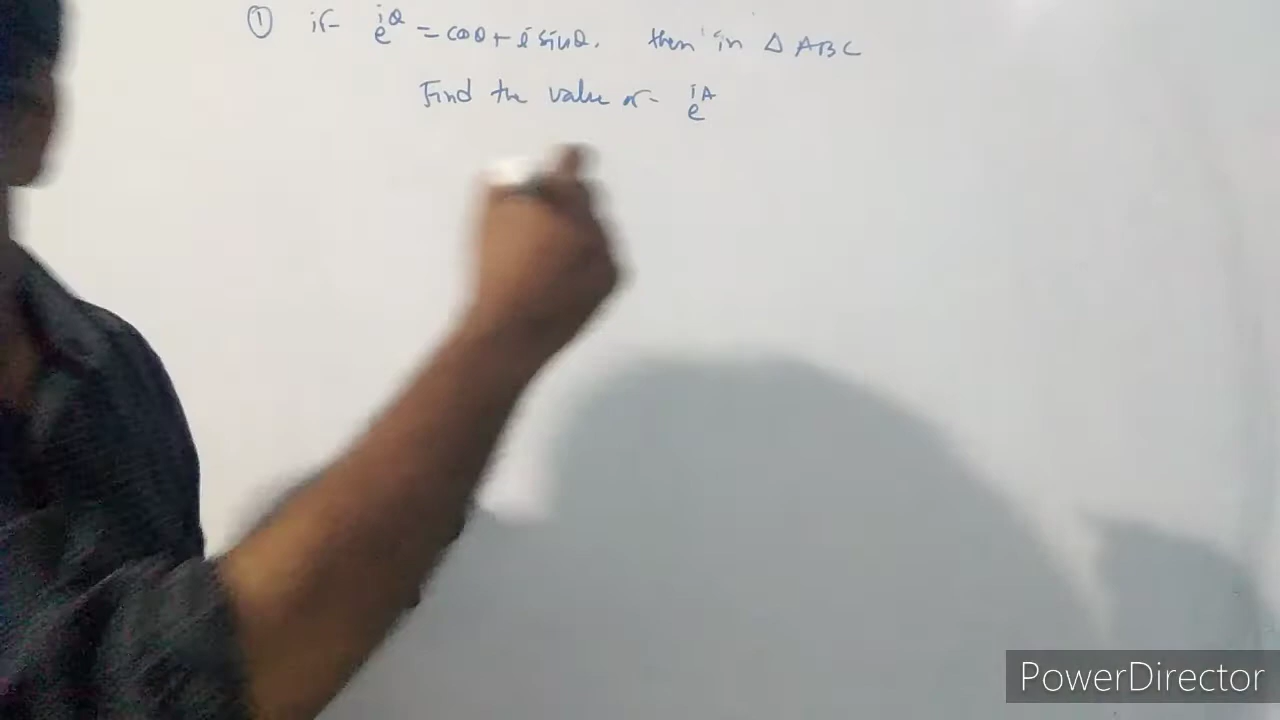 ① if e^{iθ} = cosθ + i sinθ. then in Δ ABC
Find the value of e^{iA}
PowerDirector